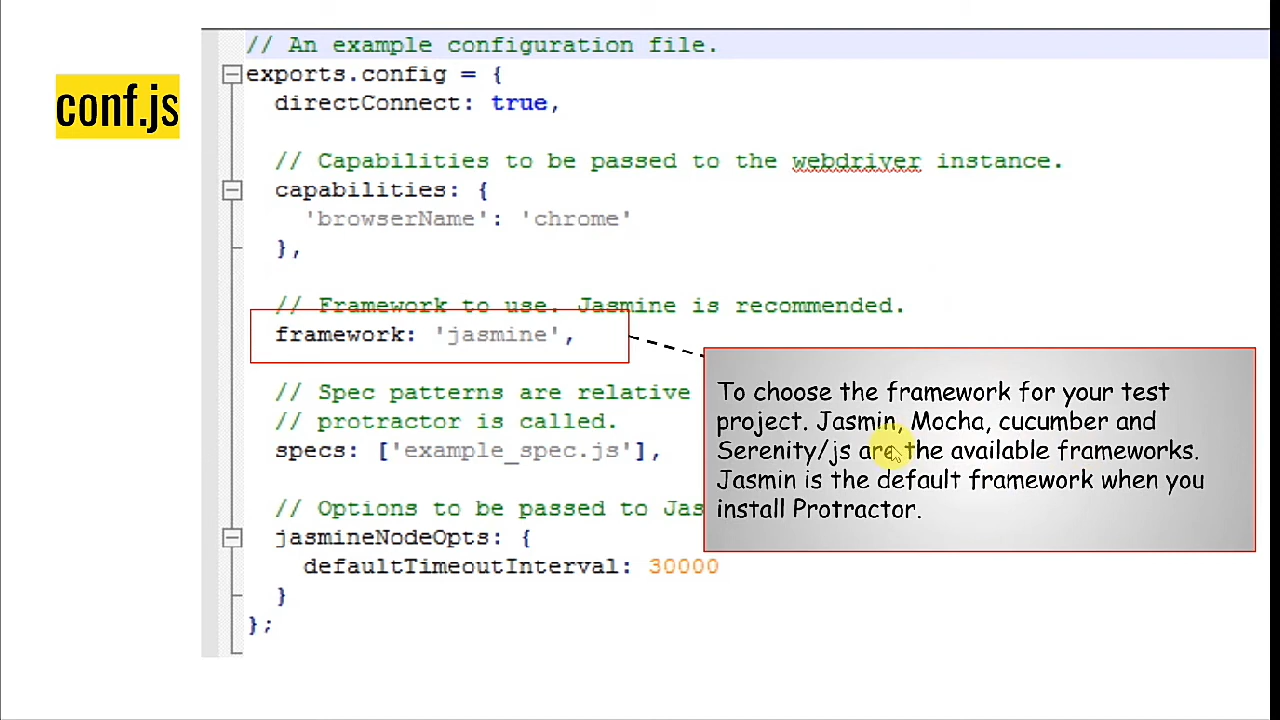 conf.js
// An example configuration file.
exports.config = {
directConnect: true,
// Capabilities to be passed to the webdriver instance.
capabilities: {
'browserName': 'chrome'
},
// Framework to use. Jasmine is recommended.
framework: 'jasmine',
// Spec patterns are relative
// protractor is called.
specs: ['example_spec.js'],
// Options to be passed to Jas
jasmineNodeOpts: {
defaultTimeoutInterval: 30000
}
};
To choose the framework for your test
project. Jasmin, Mocha, cucumber and
Serenity/js are the available frameworks.
Jasmin is the default framework when you
install Protractor.